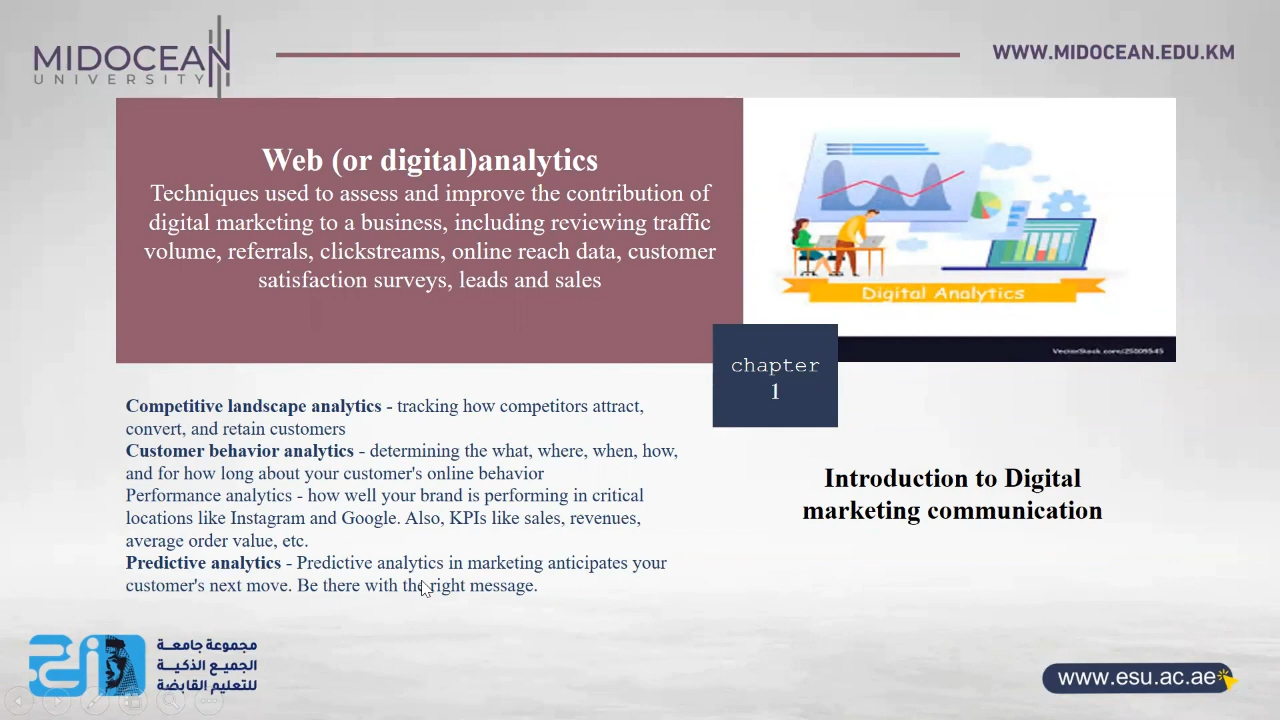 MIDOCEAN
UNIVERSITY
WWW.MIDOCEAN.EDU.KM
Web (or digital)analytics
Techniques used to assess and improve the contribution of
digital marketing to a business, including reviewing traffic
volume, referrals, clickstreams, online reach data, customer
satisfaction surveys, leads and sales
Digital Analytics
VectorStock.com/25109545
chapter
1
Competitive landscape analytics - tracking how competitors attract,
convert, and retain customers
Customer behavior analytics - determining the what, where, when, how,
and for how long about your customer's online behavior
Performance analytics - how well your brand is performing in critical
locations like Instagram and Google. Also, KPIs like sales, revenues,
average order value, etc.
Predictive analytics - Predictive analytics in marketing anticipates your
customer's next move. Be there with the right message.
Introduction to Digital
marketing communication
مجموعة جامعة
الجميع الذكية
للتعليم القابضة
www.esu.ac.ae